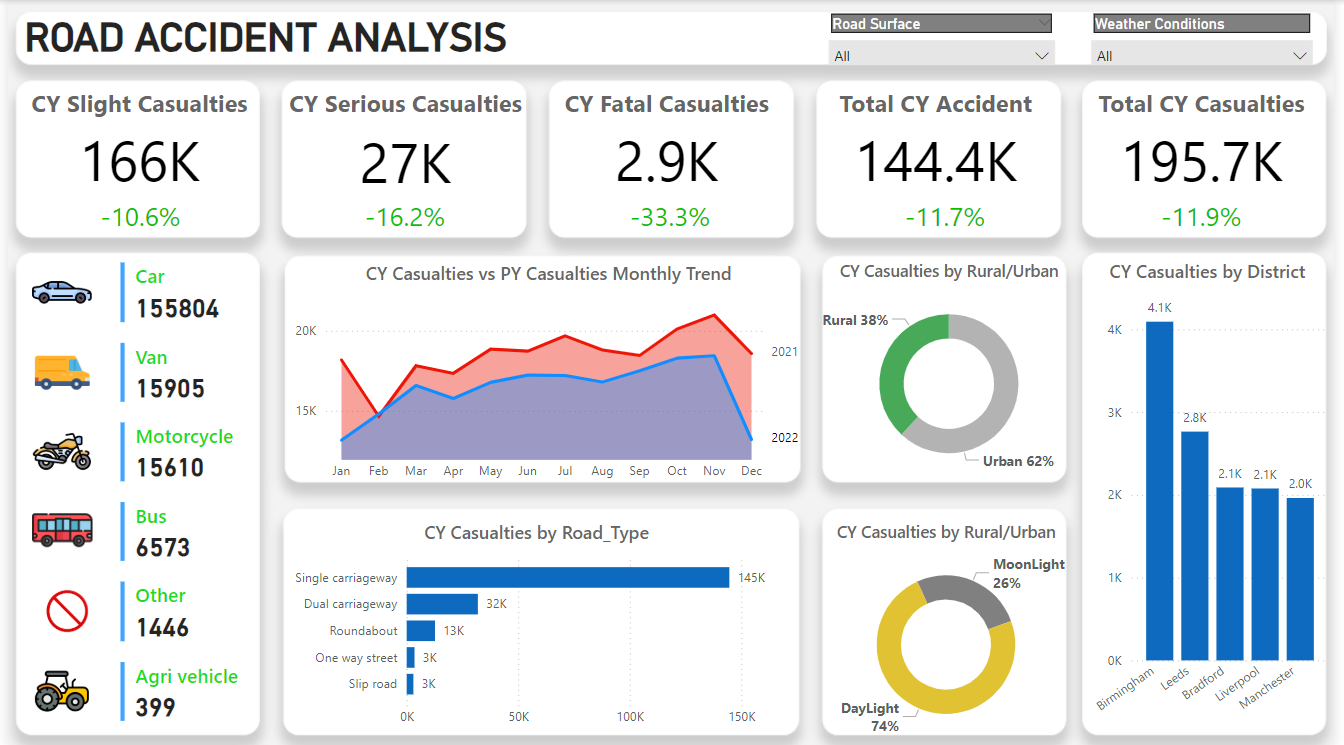 ROAD ACCIDENT ANALYSIS
Road Surface
All
Weather Conditions
All
CY Slight Casualties
166K
-10.6%
CY Serious Casualties
27K
-16.2%
CY Fatal Casualties
2.9K
-33.3%
Total CY Accident
144.4K
-11.7%
Total CY Casualties
195.7K
-11.9%
Car
155804
Van
15905
Motorcycle
15610
Bus
6573
Other
1446
Agri vehicle
399
CY Casualties vs PY Casualties Monthly Trend
20K
15K
2021
2022
Jan Feb Mar Apr May Jun Jul Aug Sep Oct Nov Dec
CY Casualties by Road_Type
Single carriageway 145K
Dual carriageway 32K
Roundabout 13K
One way street 3K
Slip road 3K
0K 50K 100K 150K
CY Casualties by Rural/Urban
Rural 38%
Urban 62%
CY Casualties by Rural/Urban
MoonLight
26%
DayLight
74%
CY Casualties by District
4.1K
2.8K
2.1K
2.1K
2.0K
4K
3K
2K
1K
0K
Birmingham
Leeds
Bradford
Liverpool
Manchester